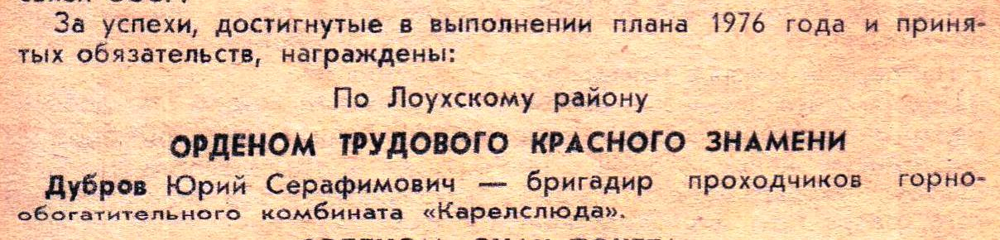 За успехи, достигнутые в выполнении плана 1976 года и приня-
тых обязательств, награждены:
По Лоухскому району
ОРДЕНОМ ТРУДОВОГО КРАСНОГО ЗНАМЕНИ
Дубров Юрий Серафимович — бригадир проходчиков горно-
обогатительного комбината «Карелслюда».